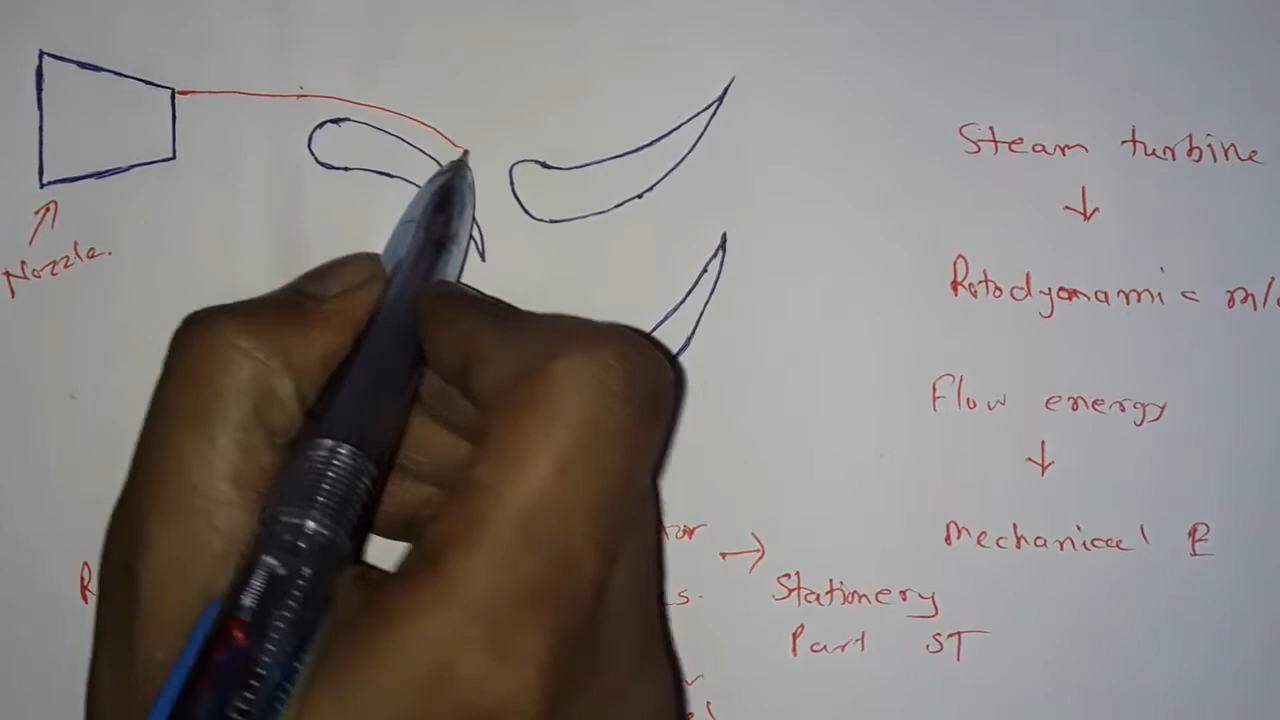 Steam turbine
↓
Rotodynamic m/c
Nozzle.
Flow energy
↓
Mechanical E
→
Stationery
Part ST